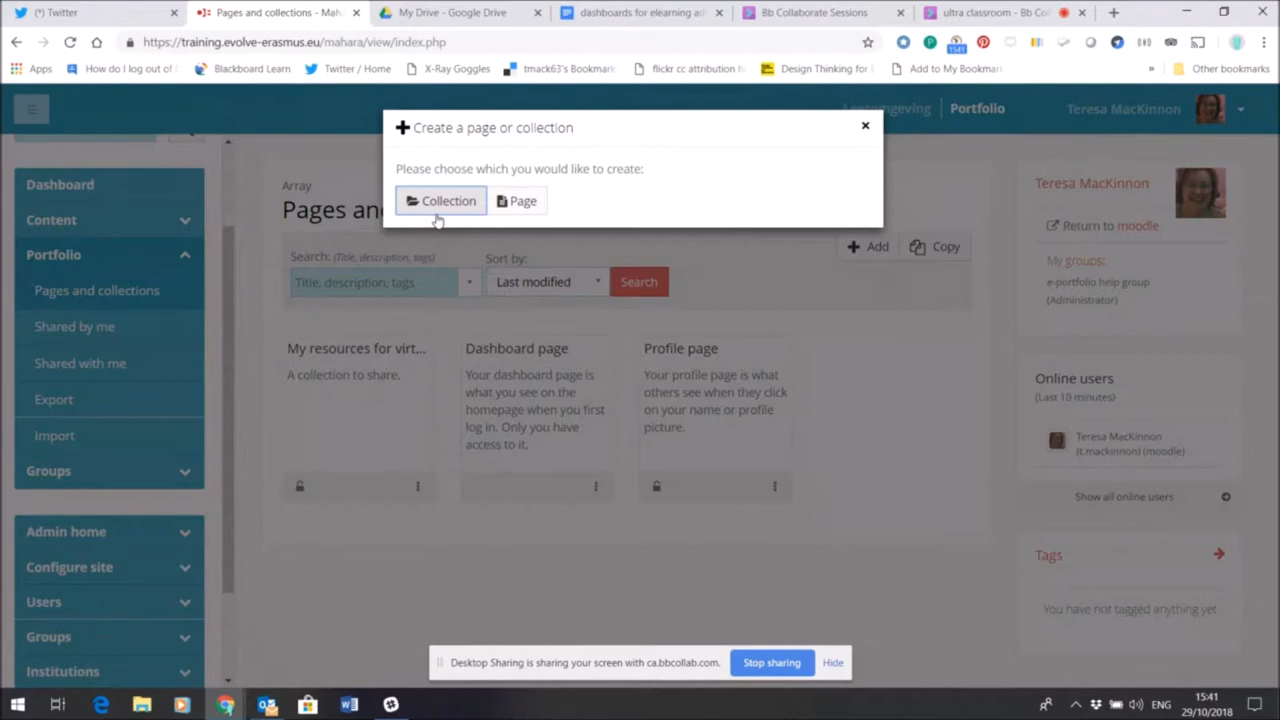 (1) Twitter
Pages and collections - Maha
My Drive - Google Drive
dashboards for elearning ad
Bb Collaborate Sessions
ultra classroom - Bb Co
https://training.evolve-erasmus.eu/mahara/view/index.php
1541
Apps
How do I log out of
Blackboard Learn
Twitter / Home
X-Ray Goggles
tmack63's Bookmar
flickr cc attribution h
Design Thinking for E
Add to My Bookmar
» Other bookmarks
Leeromgeving
Portfolio
Teresa MacKinnon
Create a page or collection
Please choose which you would like to create:
Collection
Page
Dashboard
Content
Portfolio
Pages and collections
Shared by me
Shared with me
Export
Import
Groups
Admin home
Configure site
Users
Groups
Institutions
Array
Pages an
Add
Copy
Search: (Title, description, tags)
Sort by:
Title, description, tags
Last modified
Search
My resources for virt...
A collection to share.
Dashboard page
Your dashboard page is
what you see on the
homepage when you first
log in. Only you have
access to it.
Profile page
Your profile page is what
others see when they click
on your name or profile
picture.
Teresa MacKinnon
Return to moodle
My groups:
e-portfolio help group
(Administrator)
Online users
(Last 10 minutes)
Teresa MacKinnon
(t.mackinnon) (moodle)
Show all online users
Tags
You have not tagged anything yet
Desktop Sharing is sharing your screen with ca.bbcollab.com.
Stop sharing
Hide
ENG
15:41
29/10/2018